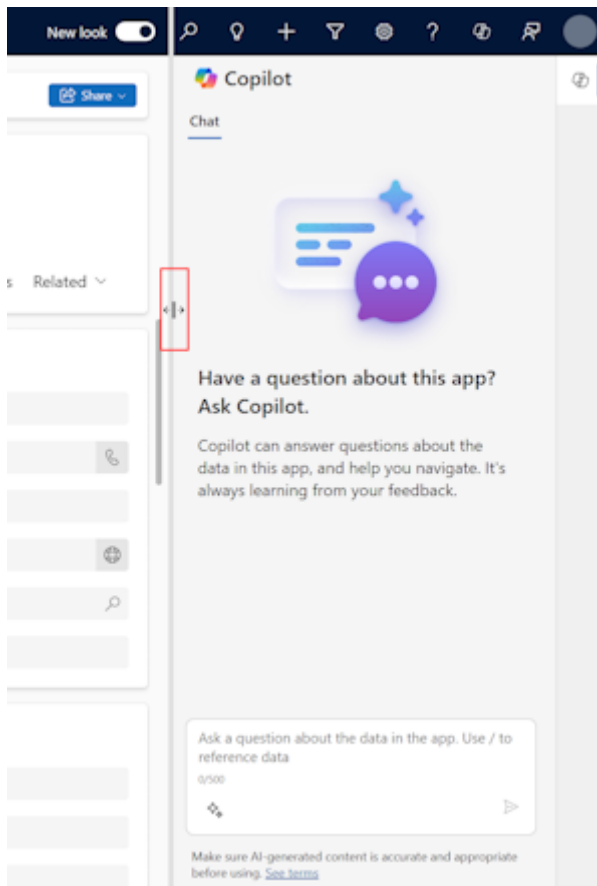 New look
Share
Copilot
Chat
Related
Have a question about this app?
Ask Copilot.
Copilot can answer questions about the
data in this app, and help you navigate. It's
always learning from your feedback.
Ask a question about the data in the app. Use / to
reference data
0/500
Make sure AI-generated content is accurate and appropriate
before using. See terms